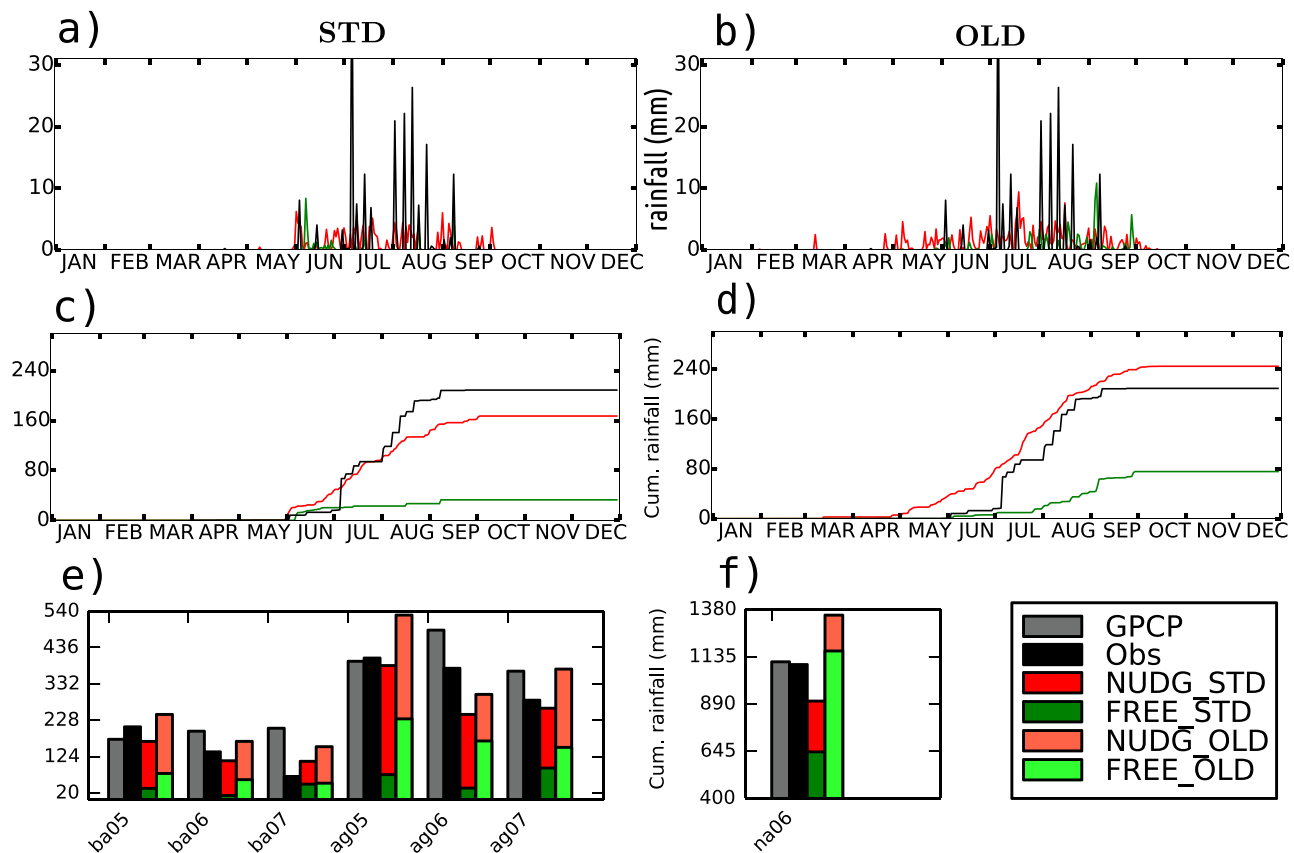 a) STD b) OLD
30 30
20 20
10 10
0 0
rainfall (mm)
JAN FEB MAR APR MAY JUN JUL AUG SEP OCT NOV DEC
JAN FEB MAR APR MAY JUN JUL AUG SEP OCT NOV DEC
c) d)
240 240
160 160
80 80
0 0
Cum. rainfall (mm)
JAN FEB MAR APR MAY JUN JUL AUG SEP OCT NOV DEC
JAN FEB MAR APR MAY JUN JUL AUG SEP OCT NOV DEC
e) f)
540
436
332
228
124
20
ba05 ba06 ba07 ag05 ag06 ag07
Cum. rainfall (mm)
1380
1135
890
645
400
na06
GPCP
Obs
NUDG_STD
FREE_STD
NUDG_OLD
FREE_OLD